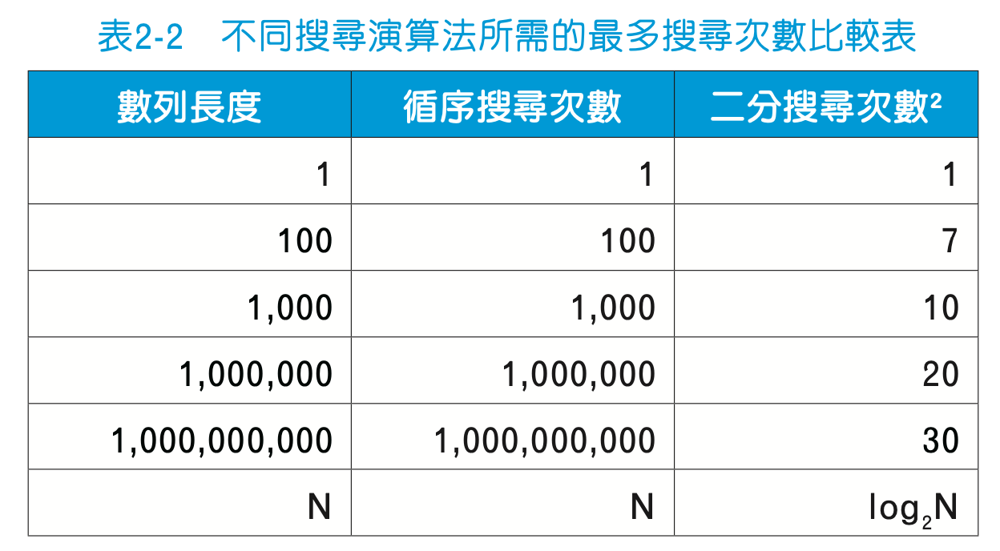 表2-2　不同搜尋演算法所需的最多搜尋次數比較表
數列長度 循序搜尋次數 二分搜尋次數²
1 1 1
100 100 7
1,000 1,000 10
1,000,000 1,000,000 20
1,000,000,000 1,000,000,000 30
N N log₂N